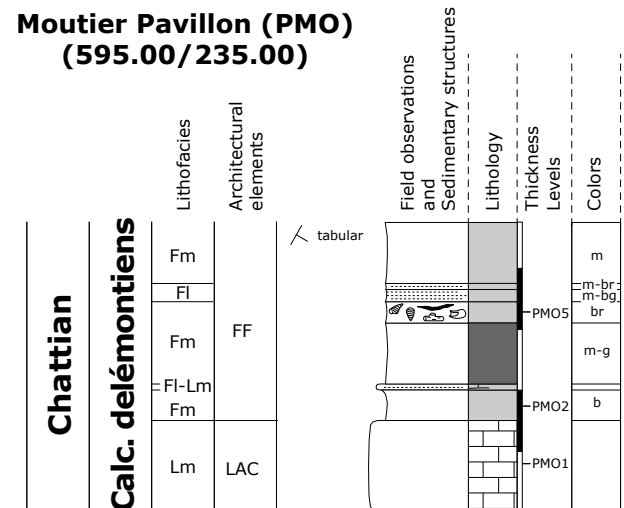 Moutier Pavillon (PMO)
(595.00/235.00)
Lithofacies
Architectural
elements
Field observations
and
Sedimentary structures
Lithology
Thickness
Levels
Colors
Chattian
Calc. delémontiens
tabular
Fm
m
Fl
m-br
m-bg
br
PMO5
Fm
FF
m-g
Fl-Lm
Fm
PMO2
b
Lm
LAC
PMO1